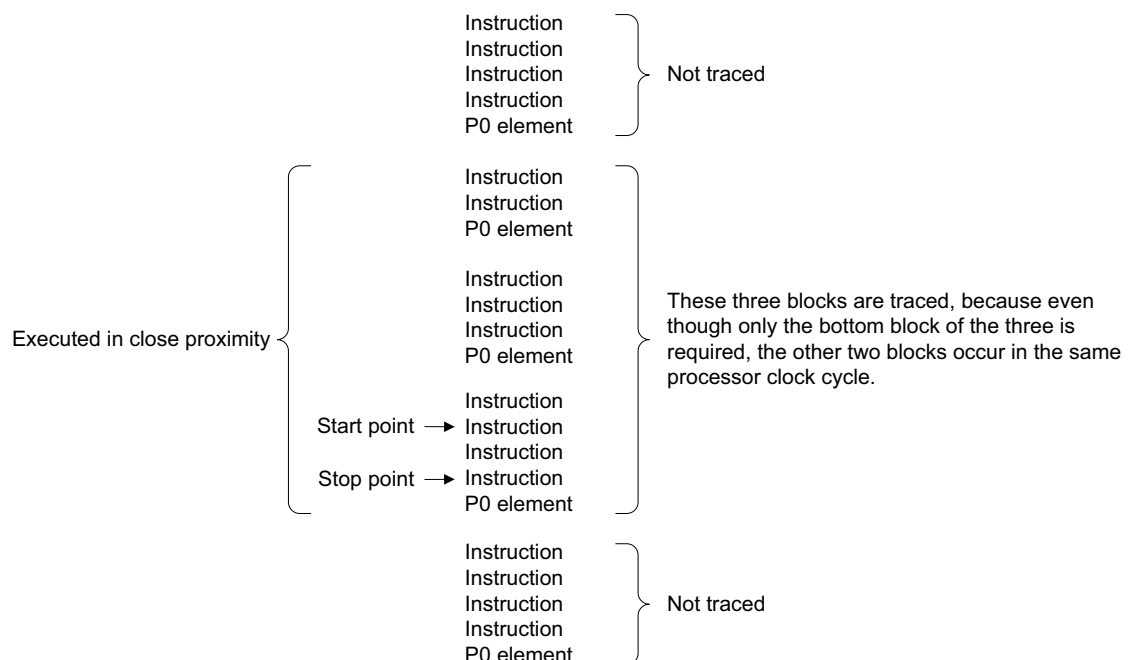 Instruction
Instruction
Instruction
Instruction
P0 element
Not traced
Instruction
Instruction
P0 element
Instruction
Instruction
Instruction
P0 element
Executed in close proximity
These three blocks are traced, because even
though only the bottom block of the three is
required, the other two blocks occur in the same
processor clock cycle.
Instruction
Start point
Instruction
Instruction
Stop point
Instruction
P0 element
Instruction
Instruction
Instruction
Instruction
P0 element
Not traced